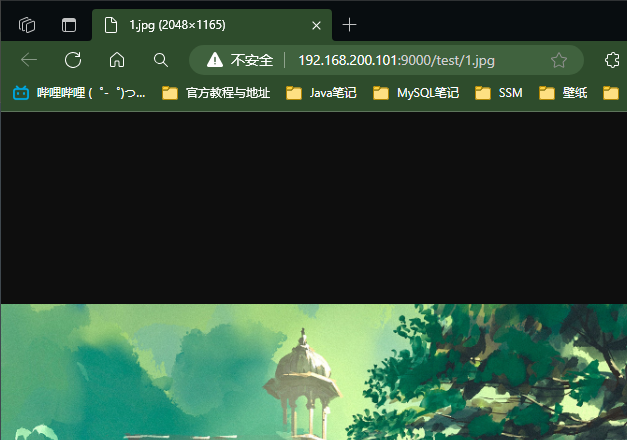 1.jpg (2048×1165)
不安全 192.168.200.101:9000/test/1.jpg
哔哩哔哩 (゜-゜)つ... 官方教程与地址 Java笔记 MySQL笔记 SSM 壁纸